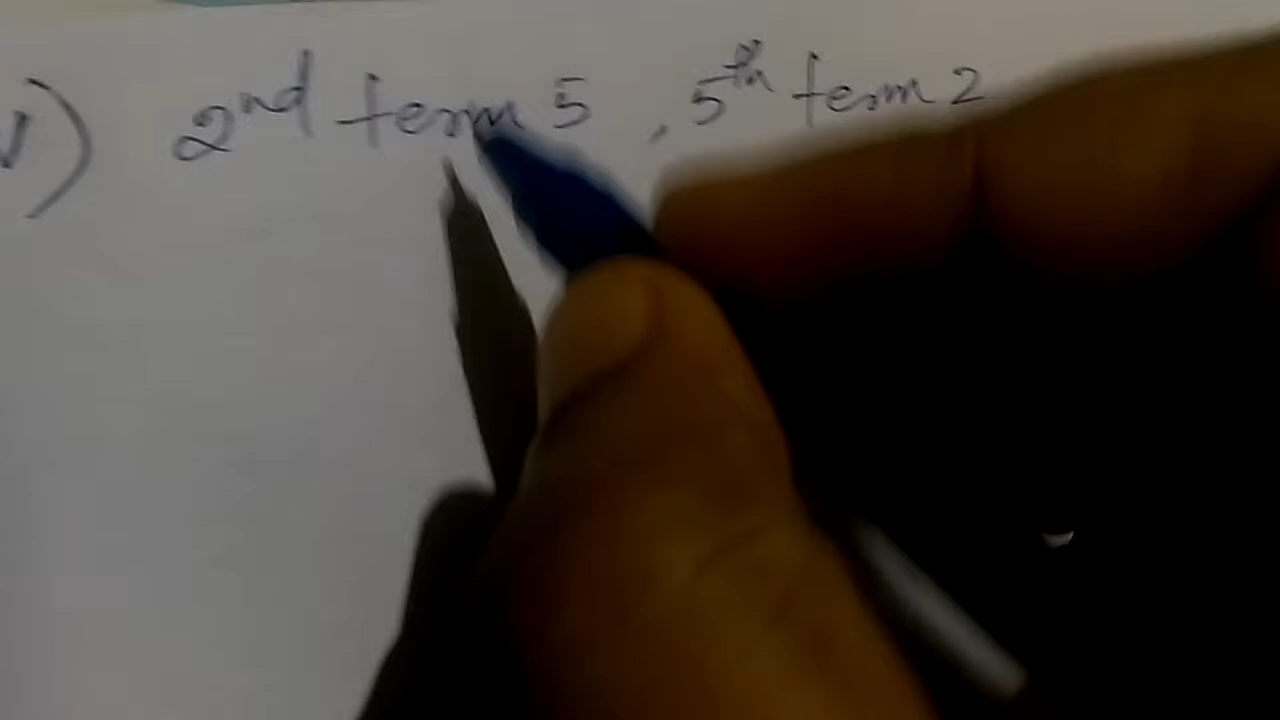 v) 2nd term 5 , 5th term 2